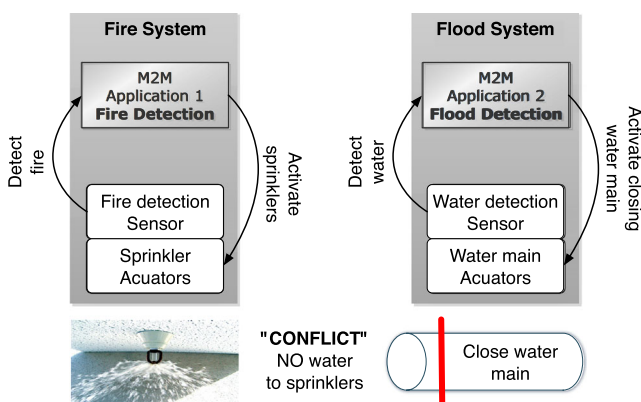 Fire System
M2M
Application 1
Fire Detection
Detect
fire
Activate
sprinklers
Fire detection
Sensor
Sprinkler
Acuators
Flood System
M2M
Application 2
Flood Detection
Detect
water
Activate closing
water main
Water detection
Sensor
Water main
Acuators
"CONFLICT"
NO water
to sprinklers
Close water
main